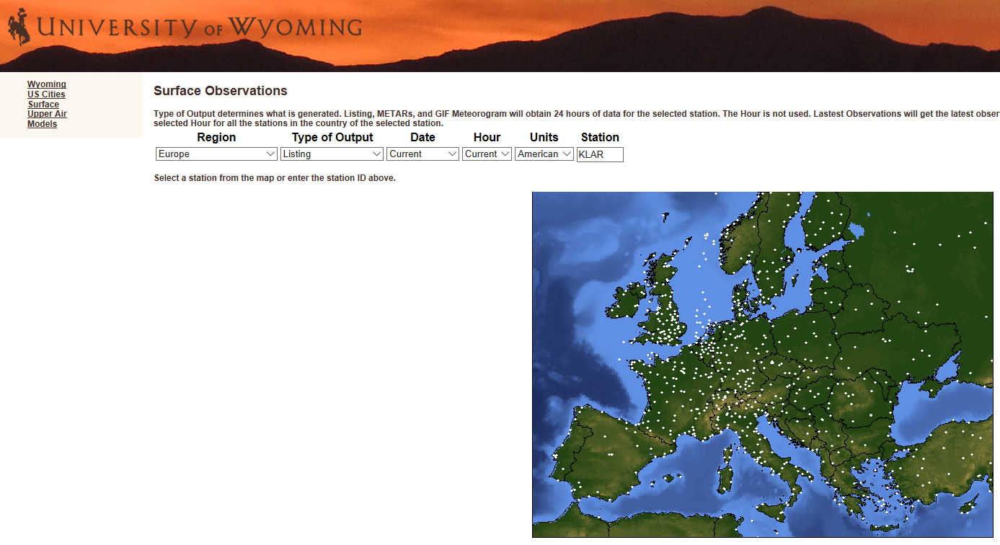 UNIVERSITY OF WYOMING
Wyoming
US Cities
Surface
Upper Air
Models
Surface Observations
Type of Output determines what is generated. Listing, METARs, and GIF Meteorogram will obtain 24 hours of data for the selected station. The Hour is not used. Lastest Observations will get the latest obser
selected Hour for all the stations in the country of the selected station.
Region Type of Output Date Hour Units Station
Europe Listing Current Current American KLAR
Select a station from the map or enter the station ID above.